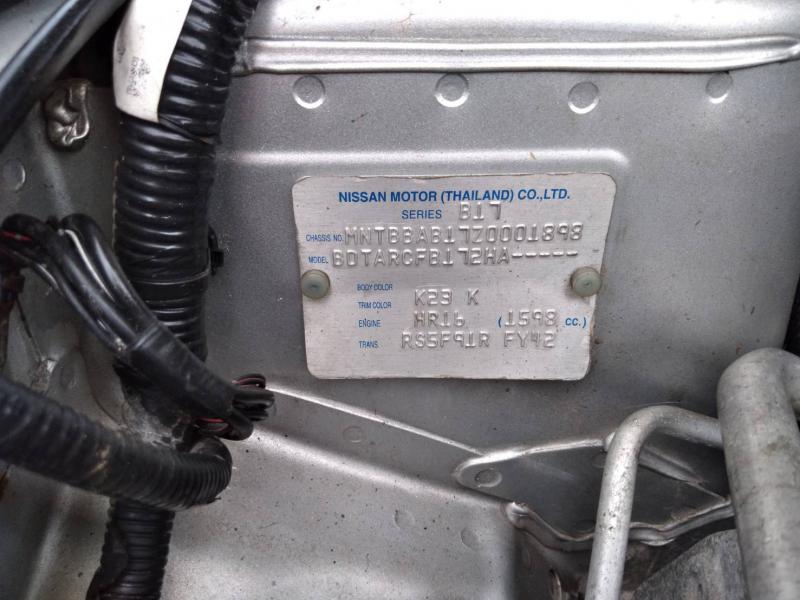 NISSAN MOTOR (THAILAND) CO.,LTD.
SERIES B17
CHASSIS NO. MNTBBAB17Z0001898
MODEL BDTARCFB172HA-----
BODY COLOR
TRIM COLOR K23 K
ENGINE HR16 (1598 CC.)
TRANS RS5F91R FY42